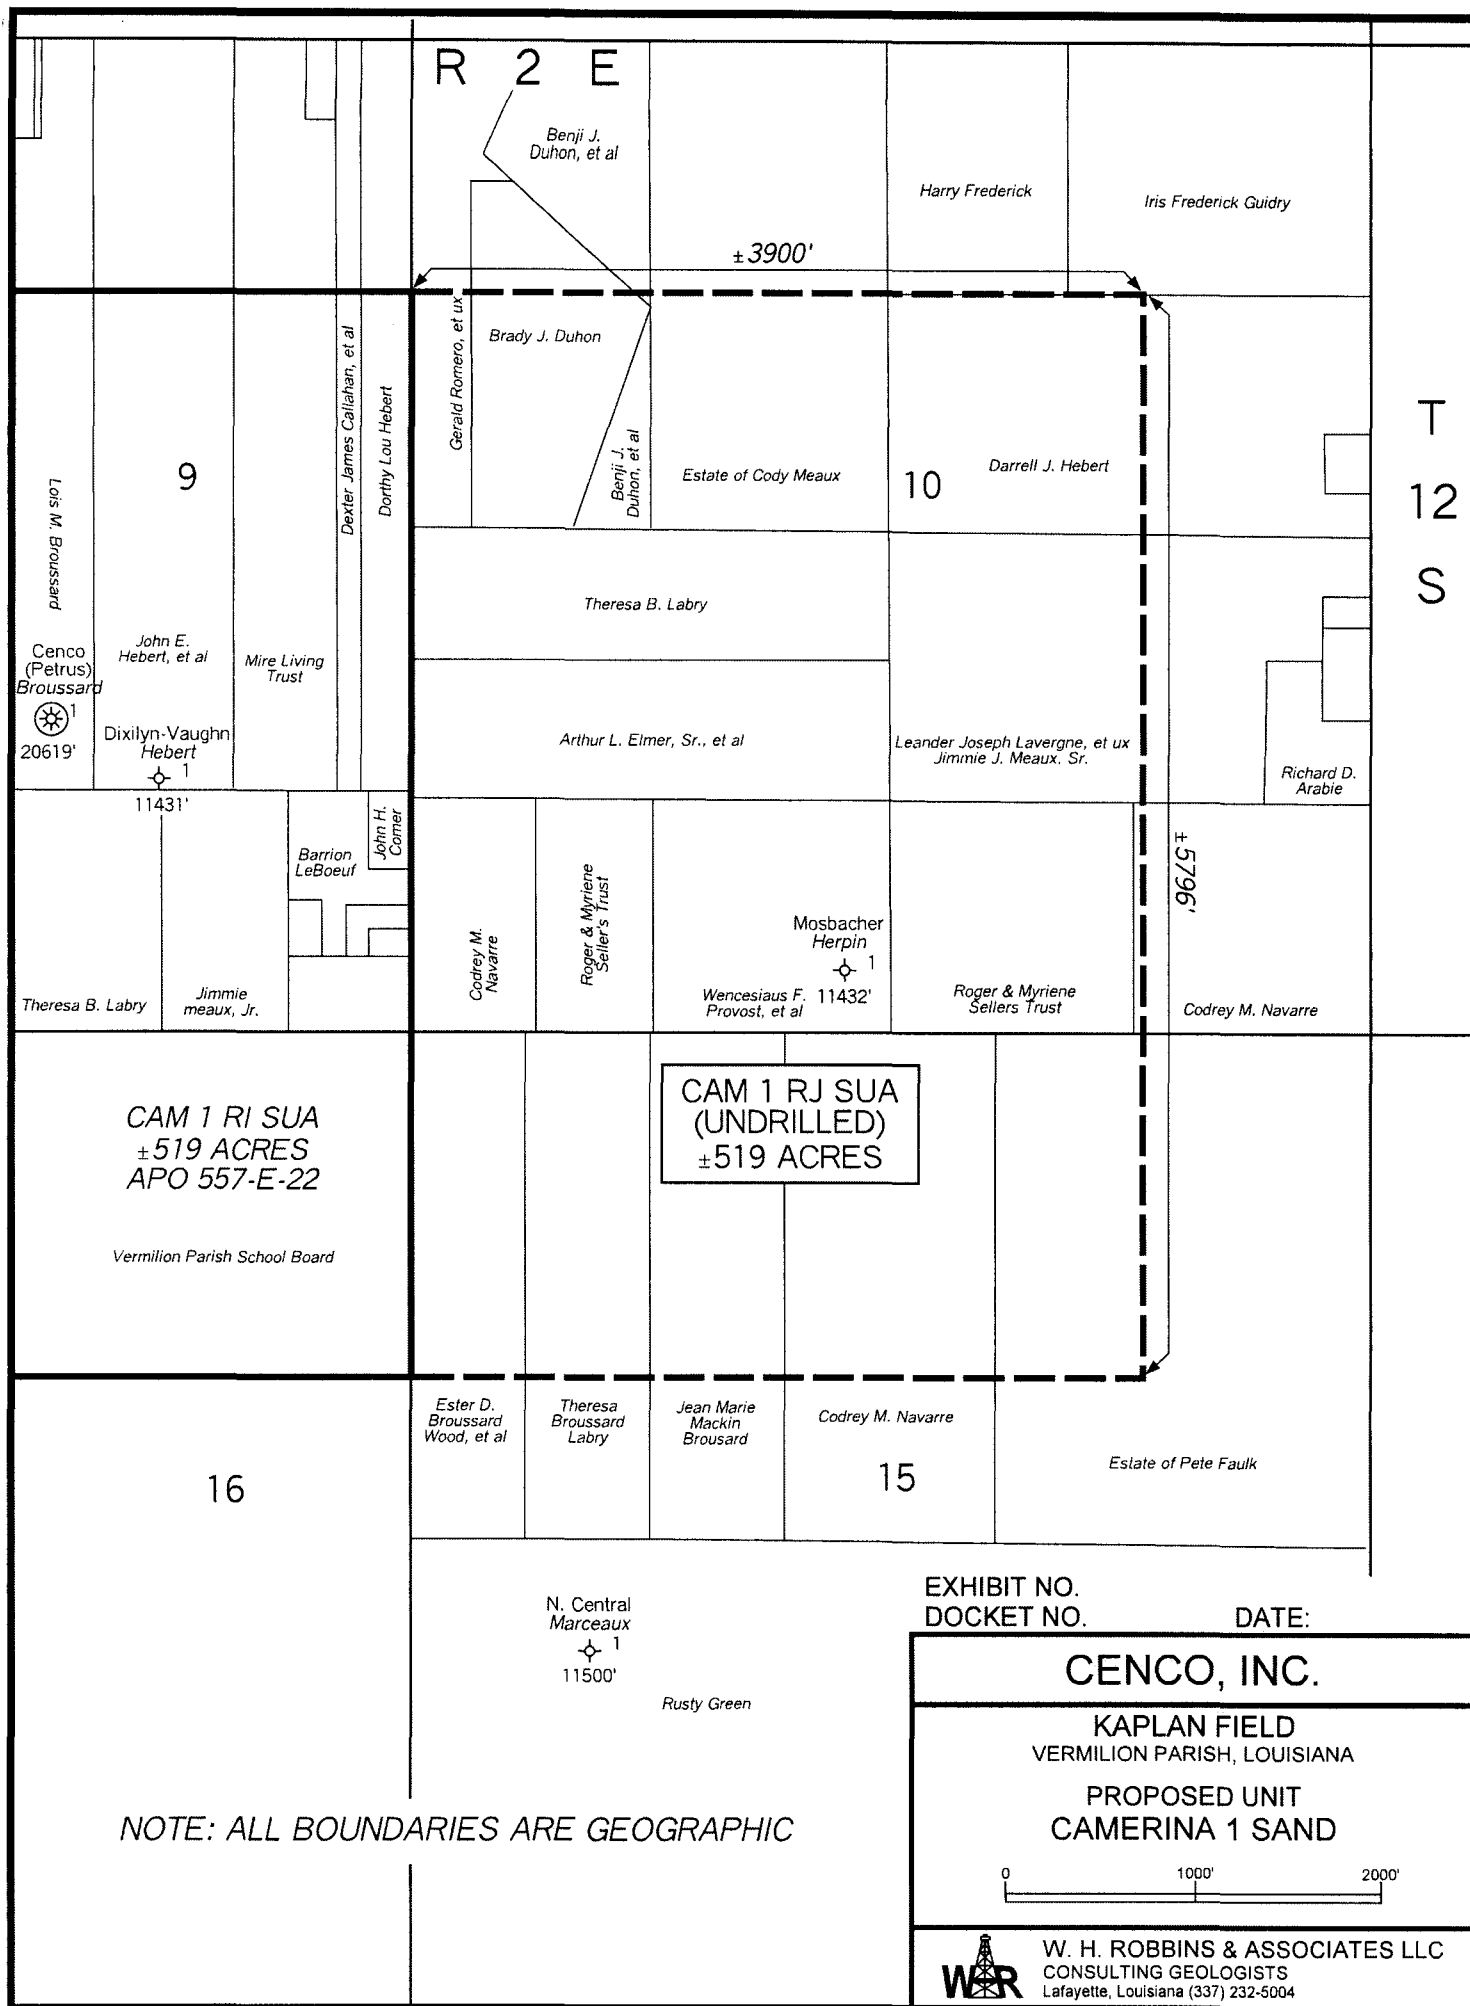 R 2 E
Benji J.
Duhon, et al
Harry Frederick
Iris Frederick Guidry
±3900'
Gerald Romero, et ux
Brady J. Duhon
Benji J.
Duhon, et al
Estate of Cody Meaux
10
Darrell J. Hebert
T
12
S
9
Dexter James Callahan, et al
Dorthy Lou Hebert
Lois M. Broussard
John E.
Hebert, et al
Mire Living
Trust
Cenco
(Petrus)
Broussard
1
20619'
Dixilyn-Vaughn
Hebert
1
11431'
Theresa B. Labry
Arthur L. Elmer, Sr., et al
Leander Joseph Lavergne, et ux
Jimmie J. Meaux. Sr.
Richard D.
Arabie
Barrion
LeBoeuf
John H.
Comer
Theresa B. Labry
Jimmie
meaux, Jr.
Codrey M.
Navarre
Roger & Myriene
Seller's Trust
Mosbacher
Herpin
1
11432'
Wencesiaus F.
Provost, et al
Roger & Myriene
Sellers Trust
Codrey M. Navarre
±5796'
CAM 1 RI SUA
±519 ACRES
APO 557-E-22
Vermilion Parish School Board
CAM 1 RJ SUA
(UNDRILLED)
±519 ACRES
Ester D.
Broussard
Wood, et al
Theresa
Broussard
Labry
Jean Marie
Mackin
Brousard
Codrey M. Navarre
Estate of Pete Faulk
16
15
N. Central
Marceaux
1
11500'
Rusty Green
NOTE: ALL BOUNDARIES ARE GEOGRAPHIC
EXHIBIT NO.
DOCKET NO. DATE:
CENCO, INC.
KAPLAN FIELD
VERMILION PARISH, LOUISIANA
PROPOSED UNIT
CAMERINA 1 SAND
0 1000' 2000'
WHR
W. H. ROBBINS & ASSOCIATES LLC
CONSULTING GEOLOGISTS
Lafayette, Louisiana (337) 232-5004